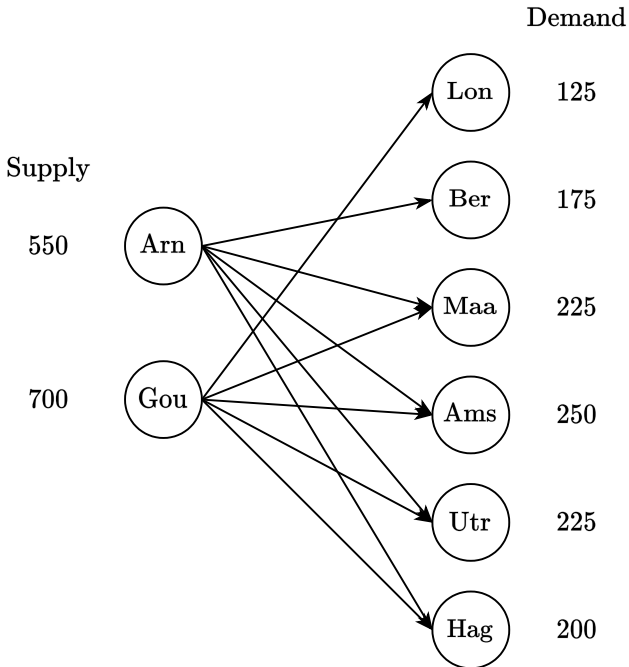 Demand
Lon 125
Supply
Ber 175
550 Arn
Maa 225
700 Gou
Ams 250
Utr 225
Hag 200